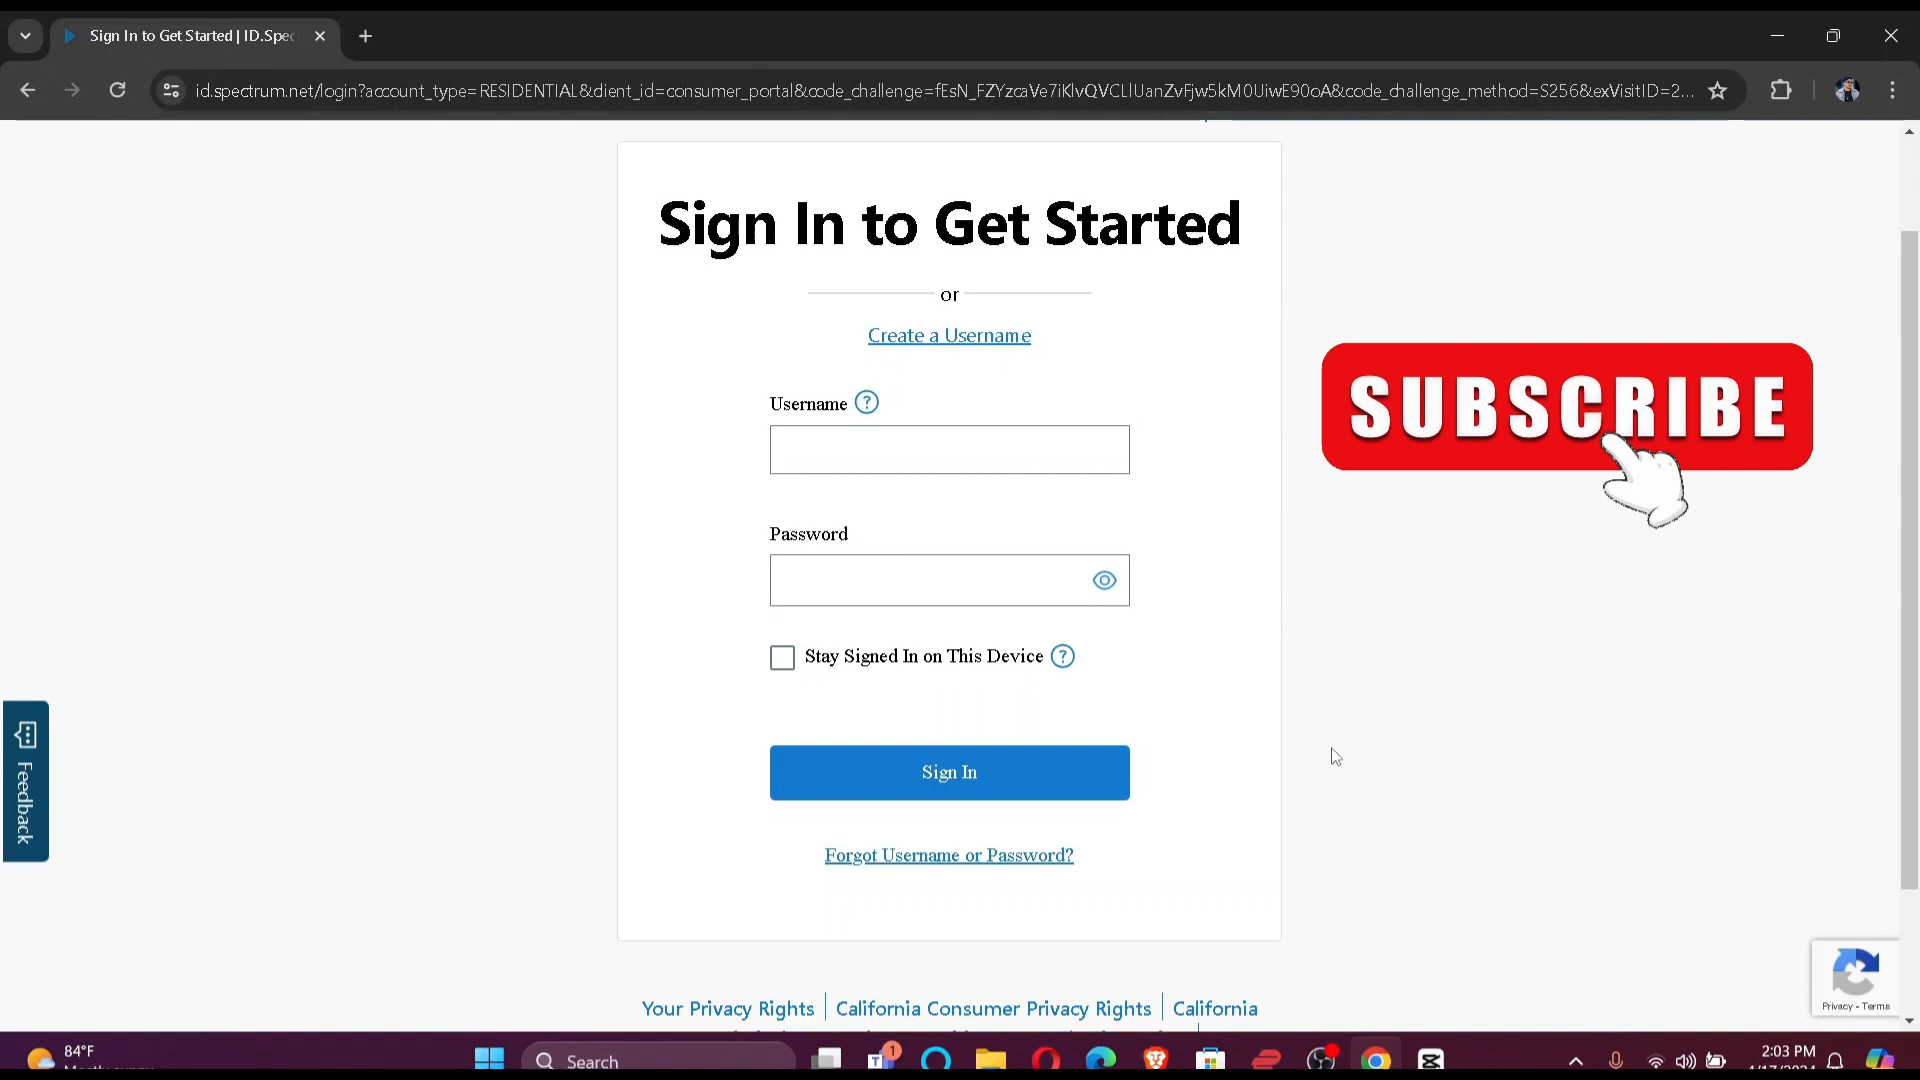 Sign In to Get Started | ID.Spec
id.spectrum.net/login?account_type=RESIDENTIAL&client_id=consumer_portal&code_challenge=fEsN_FZYzcaVe7iKlvQVCLlUanZvFjw5kM0UiwE90oA&code_challenge_method=S256&exVisitID=2...
Sign In to Get Started
or
Create a Username
Username ?
SUBSCRIBE
Password
Stay Signed In on This Device ?
Sign In
Feedback
Forgot Username or Password?
Privacy - Terms
Your Privacy Rights | California Consumer Privacy Rights | California
84°F
1
Search
2:03 PM